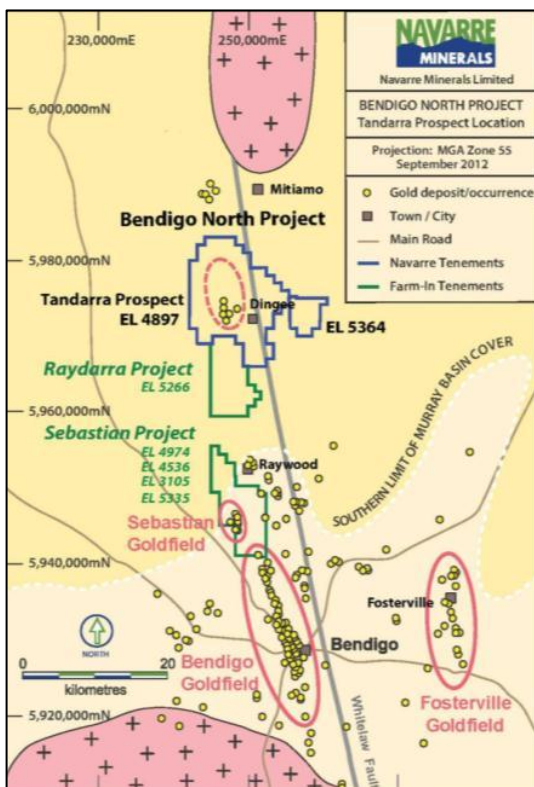 NAVARRE
MINERALS
Navarre Minerals Limited
BENDIGO NORTH PROJECT
Tandarra Prospect Location
Projection: MGA Zone 55
September 2012
Gold deposit/occurrence
Town / City
Main Road
Navarre Tenements
Farm-In Tenements
230,000mE
250,000mE
6,000,000mN
Mitiamo
Bendigo North Project
5,980,000mN
Tandarra Prospect
EL 4897
Dingee
EL 5364
Raydarra Project
EL 5266
5,960,000mN
Sebastian Project
EL 4974
EL 4536
EL 3105
EL 5335
Raywood
SOUTHERN LIMIT OF MURRAY BASIN COVER
Sebastian
Goldfield
5,940,000mN
Fosterville
NORTH
0
20
kilometres
Bendigo
Bendigo
Goldfield
Fosterville
Goldfield
Whitelaw Fault
5,920,000mN